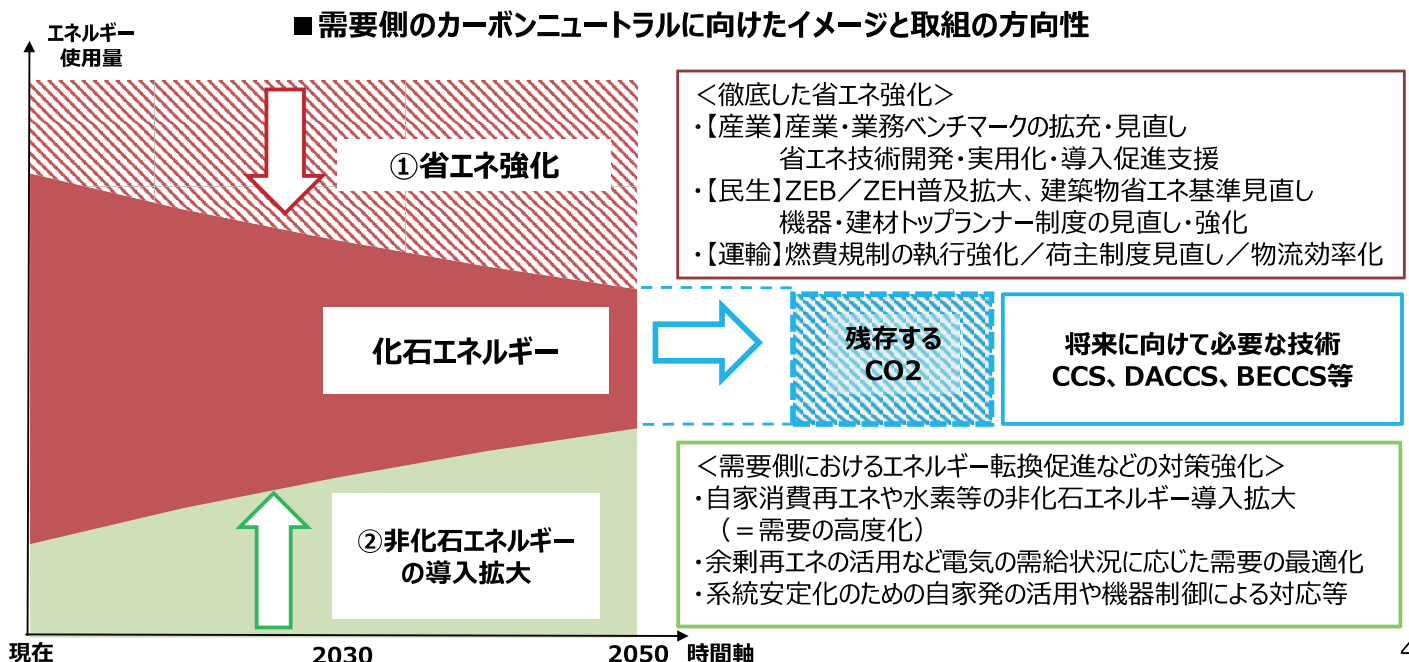 ■需要側のカーボンニュートラルに向けたイメージと取組の方向性
エネルギー
使用量
①省エネ強化
化石エネルギー
②非化石エネルギー
の導入拡大
現在
2030
2050
時間軸
＜徹底した省エネ強化＞
・【産業】産業・業務ベンチマークの拡充・見直し
省エネ技術開発・実用化・導入促進支援
・【民生】ZEB／ZEH普及拡大、建築物省エネ基準見直し
機器・建材トップランナー制度の見直し・強化
・【運輸】燃費規制の執行強化／荷主制度見直し／物流効率化
残存する
CO2
将来に向けて必要な技術
CCS、DACCS、BECCS等
＜需要側におけるエネルギー転換促進などの対策強化＞
・自家消費再エネや水素等の非化石エネルギー導入拡大
（＝需要の高度化）
・余剰再エネの活用など電気の需給状況に応じた需要の最適化
・系統安定化のための自家発の活用や機器制御による対応等
4